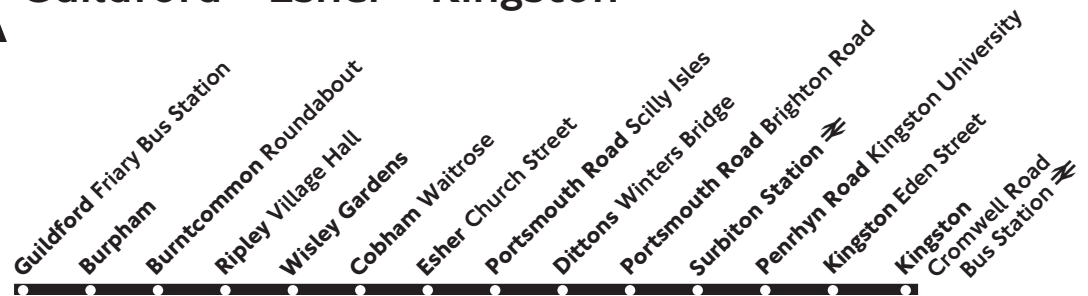 Guildford – Esher – Kingston
Guildford Friary Bus Station
Burpham
Burntcommon Roundabout
Ripley Village Hall
Wisley Gardens
Cobham Waitrose
Esher Church Street
Portsmouth Road Scilly Isles
Dittons Winters Bridge
Portsmouth Road Brighton Road
Surbiton Station
Penrhyn Road Kingston University
Kingston Eden Street
Kingston
Cromwell Road
Bus Station